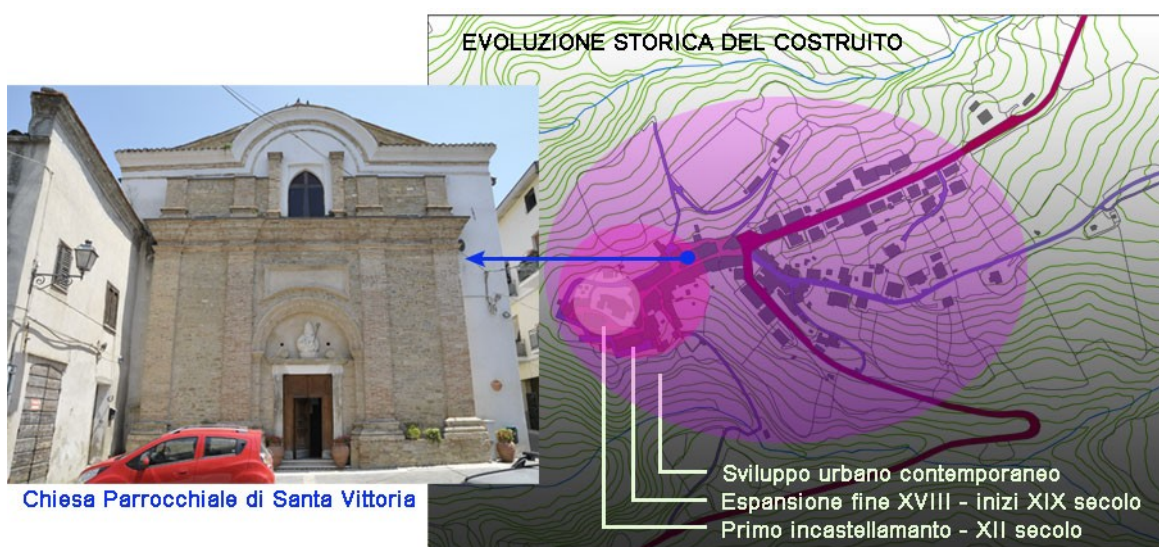 EVOLUZIONE STORICA DEL COSTRUITO
Chiesa Parrocchiale di Santa Vittoria
Sviluppo urbano contemporaneo
Espansione fine XVIII - inizi XIX secolo
Primo incastellamanto - XII secolo